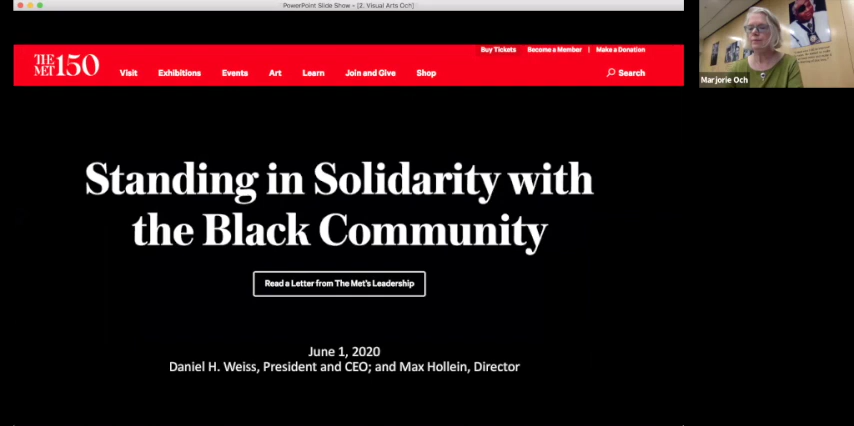 PowerPoint Slide Show - [2. Visual Arts Och]
Buy Tickets Become a Member Make a Donation
THE MET 150
Visit Exhibitions Events Art Learn Join and Give Shop Search
Marjorie Och
Standing in Solidarity with
the Black Community
Read a Letter from The Met's Leadership
June 1, 2020
Daniel H. Weiss, President and CEO; and Max Hollein, Director